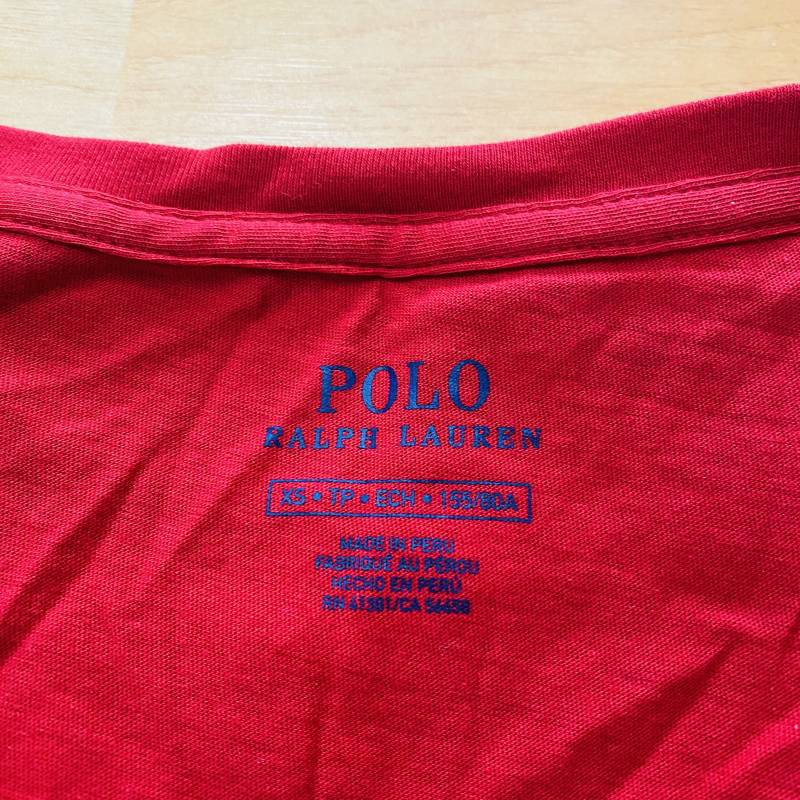 POLO
RALPH LAUREN
XS • TP • ECH • 155/80A
MADE IN PERU
FABRIQUÉ AU PÉROU
HECHO EN PERÚ
RN 41381/CA 56458